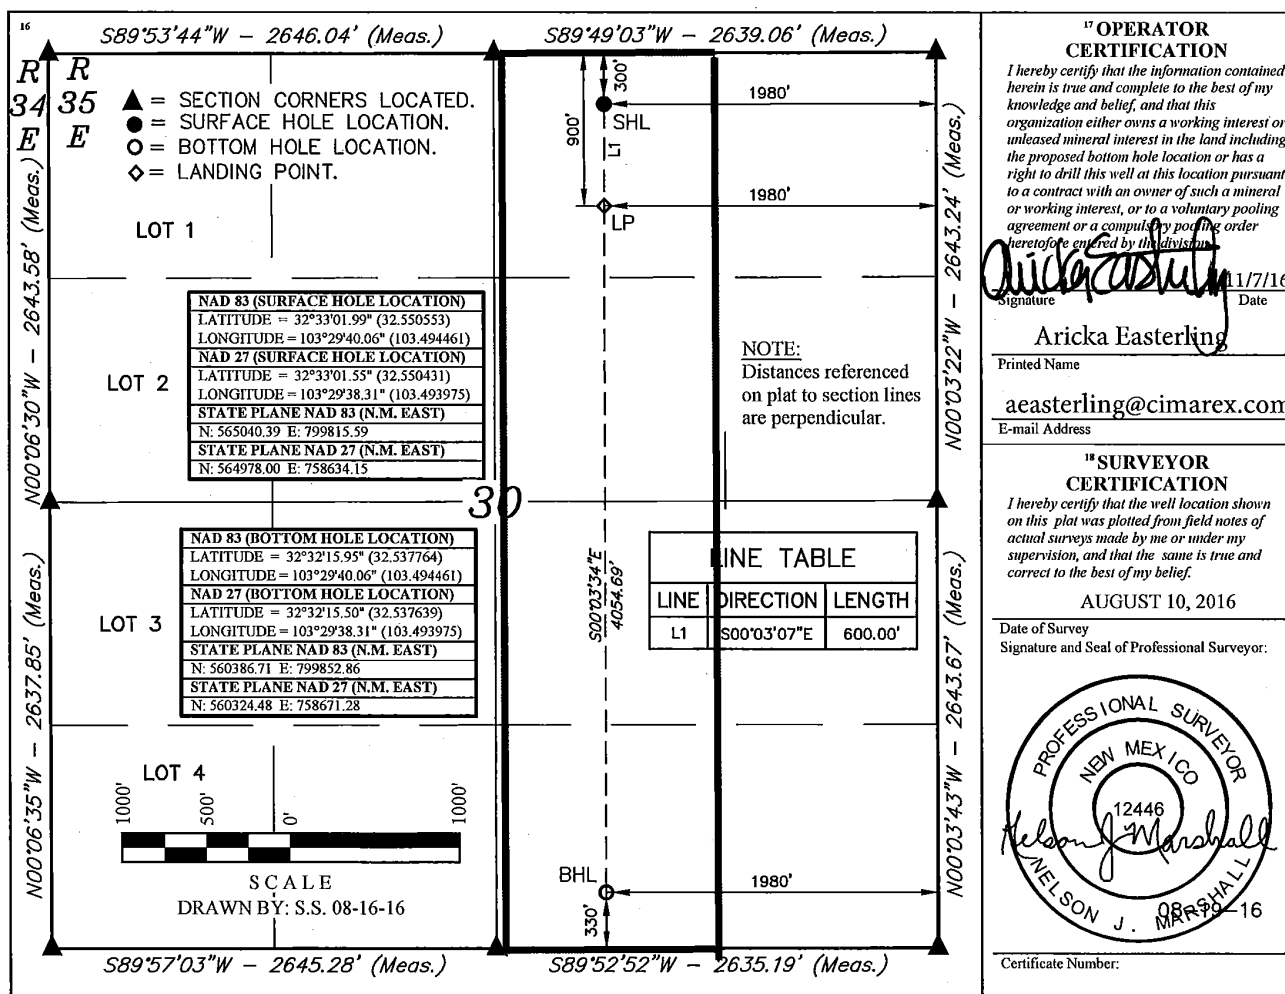 16
S89°53'44"W – 2646.04' (Meas.)
S89°49'03"W – 2639.06' (Meas.)
R R
34 35
E E
▲ = SECTION CORNERS LOCATED.
● = SURFACE HOLE LOCATION.
○ = BOTTOM HOLE LOCATION.
◇ = LANDING POINT.
N00°06'30"W – 2643.58' (Meas.)
N00°06'35"W – 2637.85' (Meas.)
LOT 1
LOT 2
LOT 3
LOT 4
NAD 83 (SURFACE HOLE LOCATION)
LATITUDE = 32°33'01.99" (32.550553)
LONGITUDE = 103°29'40.06" (103.494461)
NAD 27 (SURFACE HOLE LOCATION)
LATITUDE = 32°33'01.55" (32.550431)
LONGITUDE = 103°29'38.31" (103.493975)
STATE PLANE NAD 83 (N.M. EAST)
N: 565040.39 E: 799815.59
STATE PLANE NAD 27 (N.M. EAST)
N: 564978.00 E: 758634.15
30
NAD 83 (BOTTOM HOLE LOCATION)
LATITUDE = 32°32'15.95" (32.537764)
LONGITUDE = 103°29'40.06" (103.494461)
NAD 27 (BOTTOM HOLE LOCATION)
LATITUDE = 32°32'15.50" (32.537639)
LONGITUDE = 103°29'38.31" (103.493975)
STATE PLANE NAD 83 (N.M. EAST)
N: 560386.71 E: 799852.86
STATE PLANE NAD 27 (N.M. EAST)
N: 560324.48 E: 758671.28
1000' 500' 0' 1000'
SCALE
DRAWN BY: S.S. 08-16-16
300'
1980'
SHL
900'
L1
1980'
LP
NOTE:
Distances referenced
on plat to section lines
are perpendicular.
S00°03'34"E
4054.69'
LINE TABLE
LINE DIRECTION LENGTH
L1 S00°03'07"E 600.00'
BHL
1980'
330'
N00°03'22"W – 2643.24' (Meas.)
N00°03'43"W – 2643.67' (Meas.)
S89°57'03"W – 2645.28' (Meas.)
S89°52'52"W – 2635.19' (Meas.)
17 OPERATOR
CERTIFICATION
I hereby certify that the information contained
herein is true and complete to the best of my
knowledge and belief, and that this
organization either owns a working interest or
unleased mineral interest in the land including
the proposed bottom hole location or has a
right to drill this well at this location pursuant
to a contract with an owner of such a mineral
or working interest, or to a voluntary pooling
agreement or a compulsory pooling order
heretofore entered by the division.
Aricka Easterling
11/7/16
Signature Date
Aricka Easterling
Printed Name
aeasterling@cimarex.com
E-mail Address
18 SURVEYOR
CERTIFICATION
I hereby certify that the well location shown
on this plat was plotted from field notes of
actual surveys made by me or under my
supervision, and that the same is true and
correct to the best of my belief.
AUGUST 10, 2016
Date of Survey
Signature and Seal of Professional Surveyor:
PROFESSIONAL SURVEYOR
NEW MEXICO
12446
Nelson J Marshall
NELSON J. MARSHALL
08-19-16
Certificate Number: